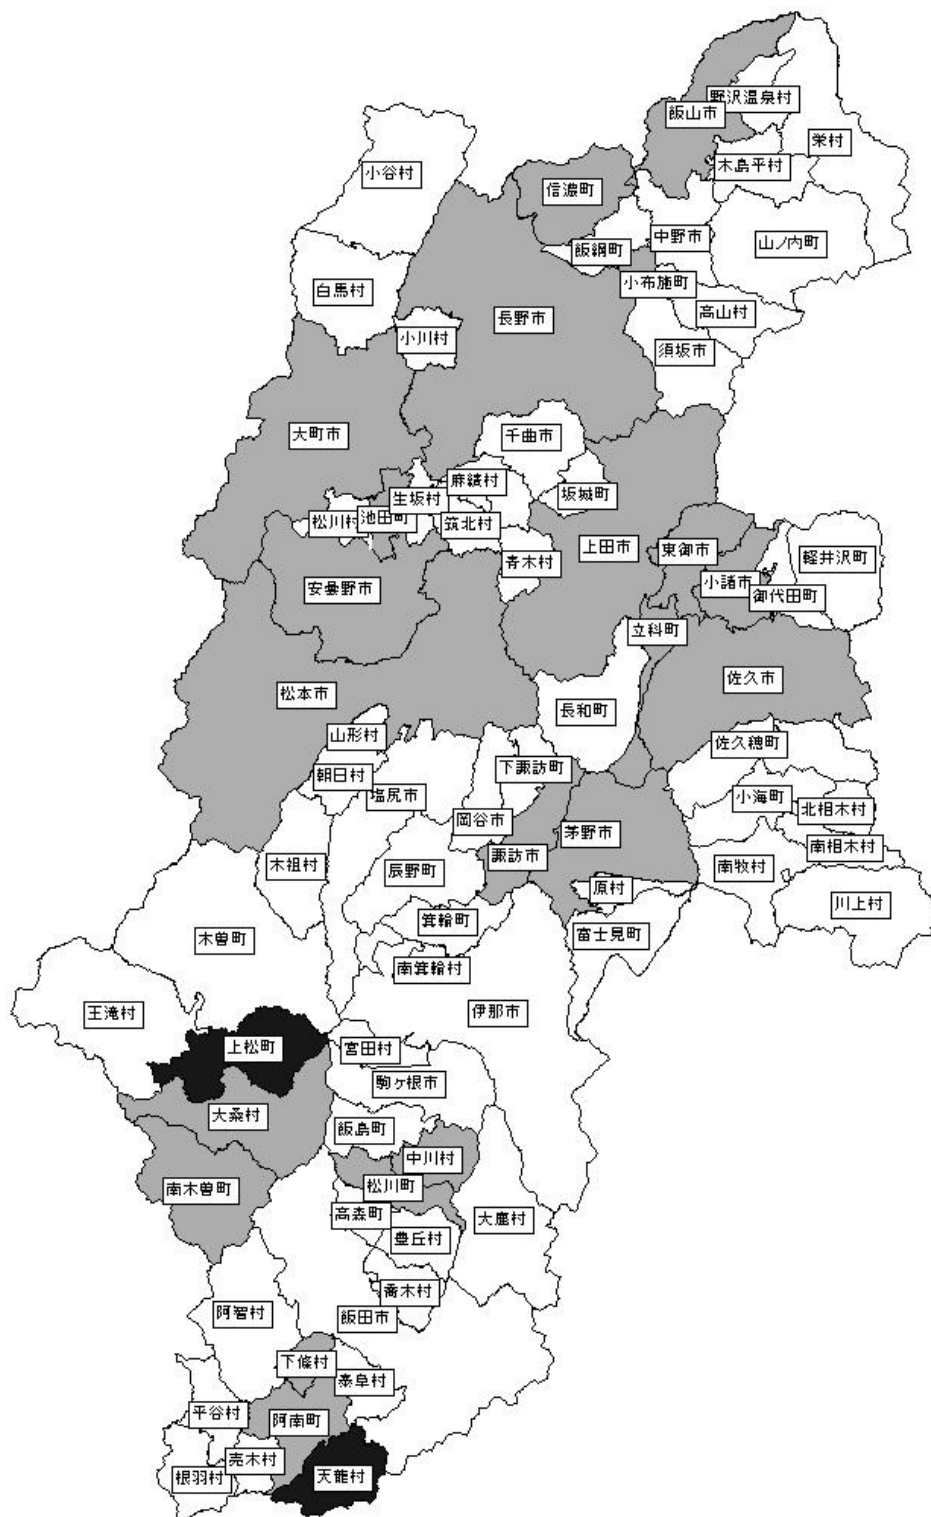 野沢温泉村
飯山市
栄村
木島平村
小谷村
信濃町
中野市
山ノ内町
飯綱町
小布施町
白馬村
高山村
長野市
小川村
須坂市
大町市
千曲市
麻績村
坂城町
生坂村
松川村
池田町
筑北村
上田市
東御市
軽井沢町
青木村
安曇野市
小諸市
御代田町
立科町
佐久市
松本市
長和町
山形村
佐久穂町
朝日村
下諏訪町
塩尻市
小海町
北相木村
岡谷市
茅野市
南相木村
諏訪市
木祖村
辰野町
南牧村
原村
川上村
箕輪町
木曽町
富士見町
南箕輪村
王滝村
伊那市
上松町
宮田村
駒ヶ根市
大桑村
飯島町
中川村
南木曽町
松川町
高森町
大鹿村
豊丘村
喬木村
阿智村
飯田市
下條村
泰阜村
平谷村
阿南町
売木村
根羽村
天龍村